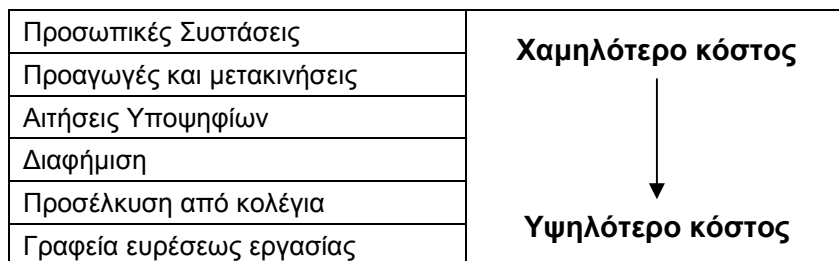 Προσωπικές Συστάσεις
Προαγωγές και μετακινήσεις
Αιτήσεις Υποψηφίων
Διαφήμιση
Προσέλκυση από κολέγια
Γραφεία ευρέσεως εργασίας
Χαμηλότερο κόστος
Υψηλότερο κόστος